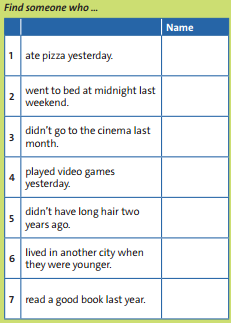 Find someone who ...
Name
1 ate pizza yesterday.
2 went to bed at midnight last
weekend.
3 didn't go to the cinema last
month.
4 played video games
yesterday.
5 didn't have long hair two
years ago.
6 lived in another city when
they were younger.
7 read a good book last year.